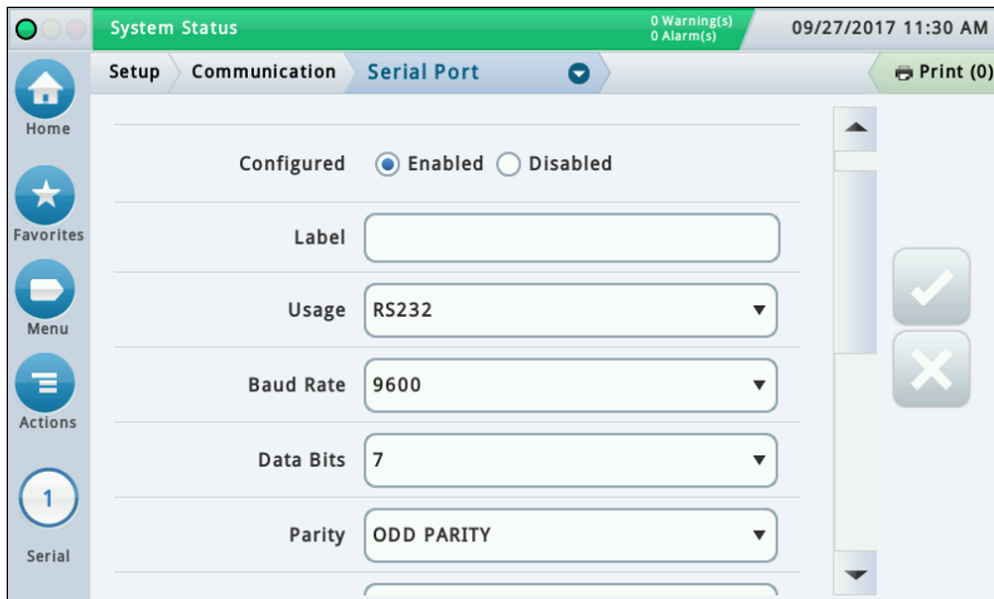 System Status
0 Warning(s)
0 Alarm(s)
09/27/2017 11:30 AM
Setup Communication Serial Port
Print (0)
Home
Favorites
Menu
Actions
1
Serial
Configured Enabled Disabled
Label
Usage RS232
Baud Rate 9600
Data Bits 7
Parity ODD PARITY